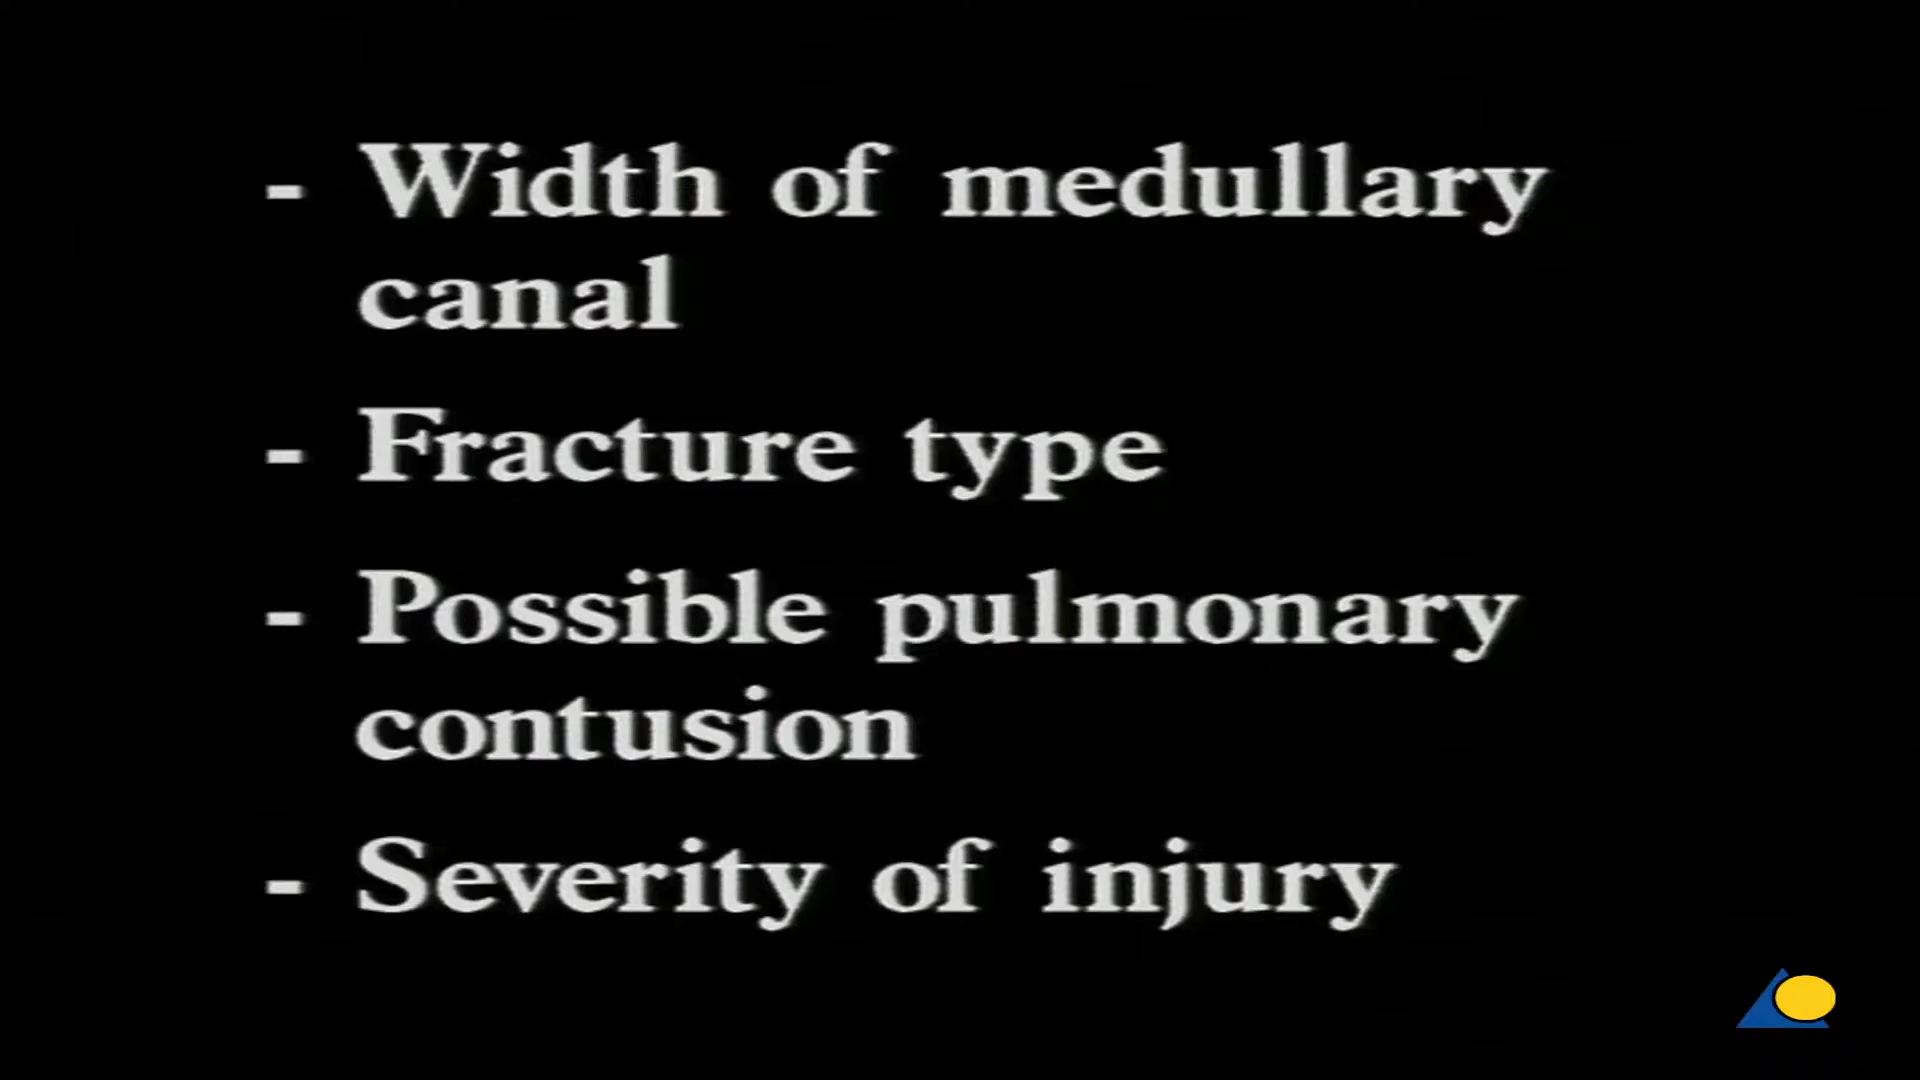 - Width of medullary
canal
- Fracture type
- Possible pulmonary
contusion
- Severity of injury